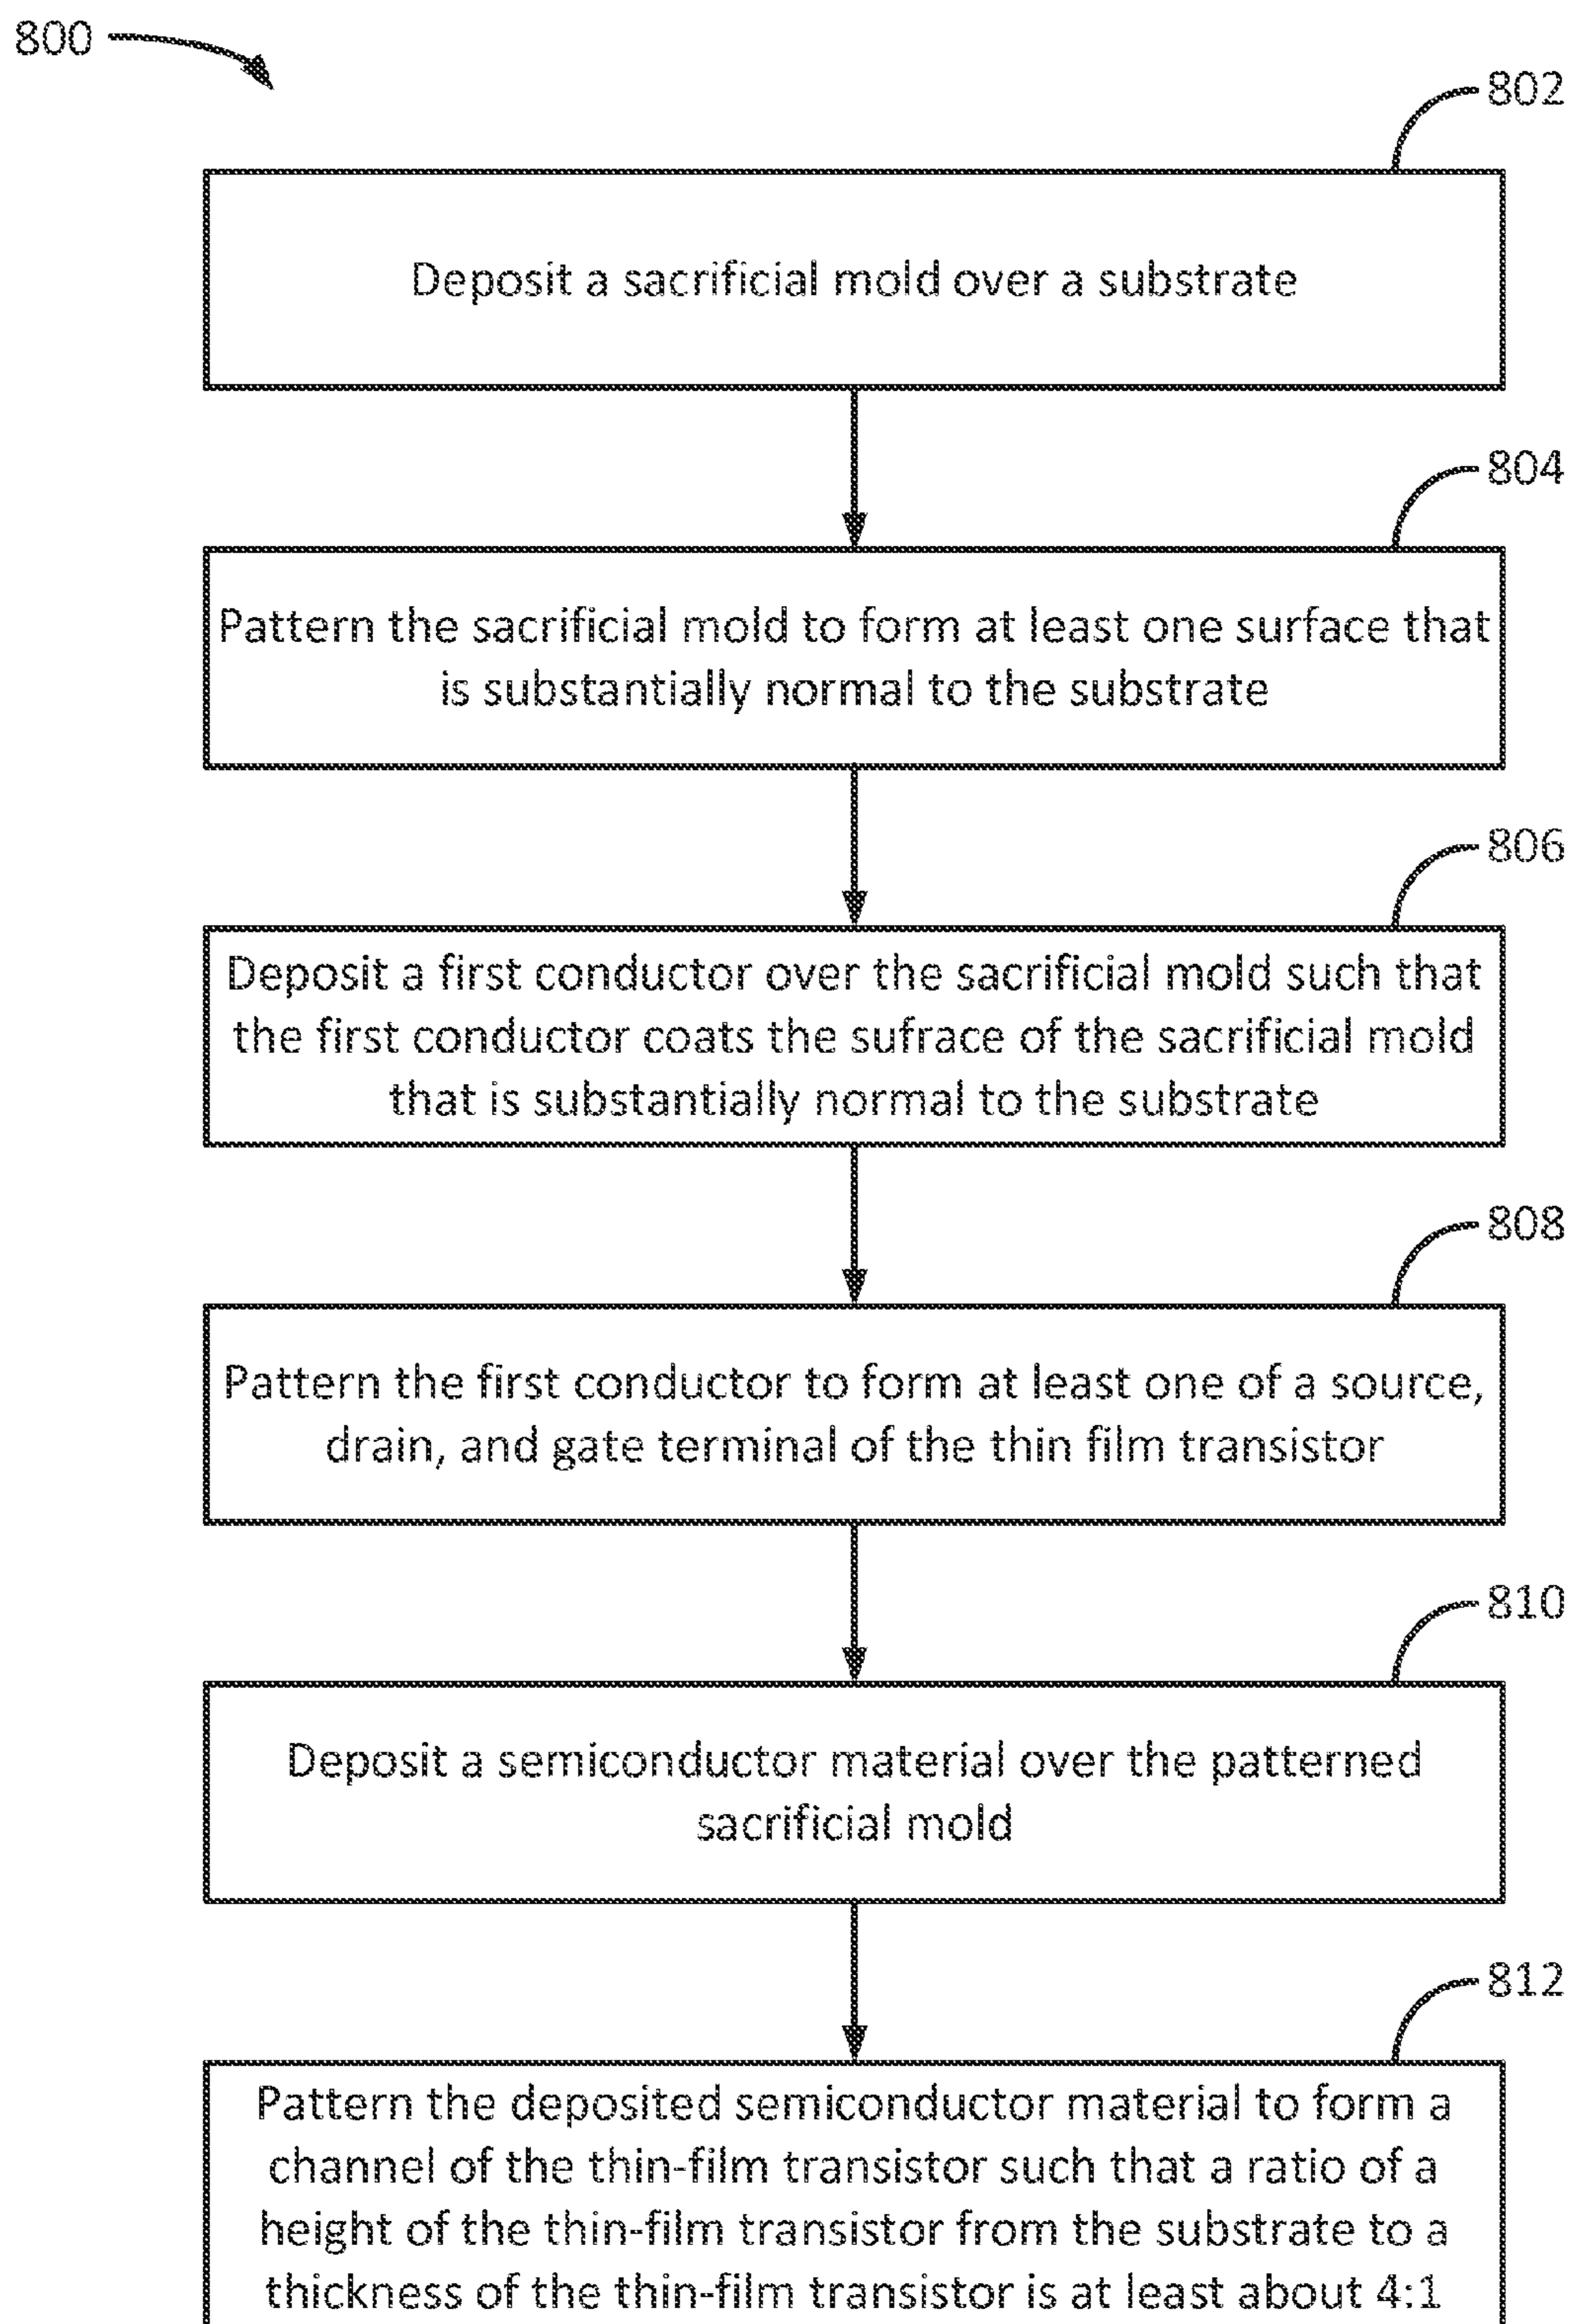 800
802
Deposit a sacrificial mold over a substrate
804
Pattern the sacrificial mold to form at least one surface that
is substantially normal to the substrate
806
Deposit a first conductor over the sacrificial mold such that
the first conductor coats the sufrace of the sacrificial mold
that is substantially normal to the substrate
808
Pattern the first conductor to form at least one of a source,
drain, and gate terminal of the thin film transistor
810
Deposit a semiconductor material over the patterned
sacrificial mold
812
Pattern the deposited semiconductor material to form a
channel of the thin-film transistor such that a ratio of a
height of the thin-film transistor from the substrate to a
thickness of the thin-film transistor is at least about 4:1